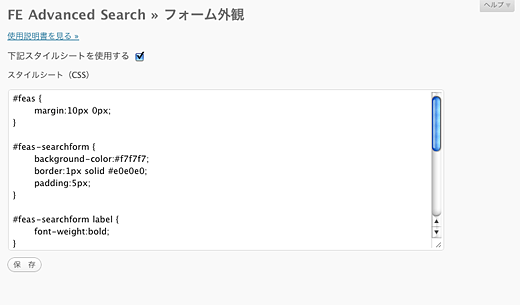 ヘルプ
FE Advanced Search » フォーム外観
使用説明書を見る »
下記スタイルシートを使用する
スタイルシート（CSS）
#feas {
margin:10px 0px;
}
#feas-searchform {
background-color:#f7f7f7;
border:1px solid #e0e0e0;
padding:5px;
}
#feas-searchform label {
font-weight:bold;
}
保　存